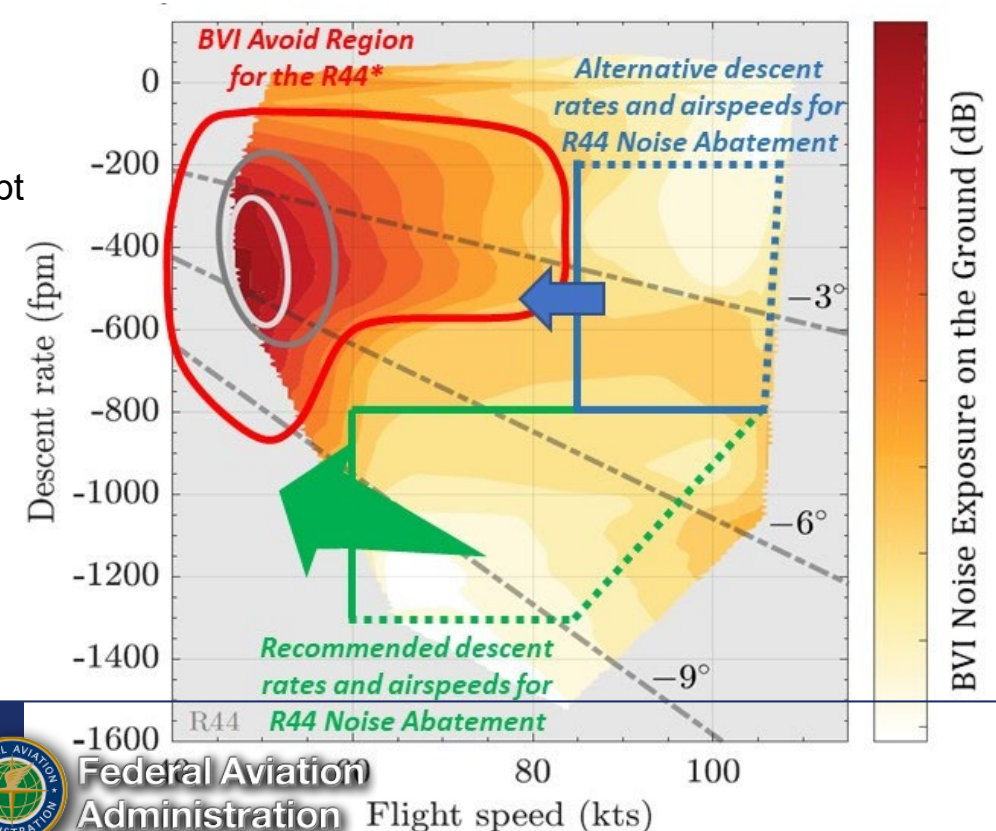 BVI Avoid Region
for the R44*
Alternative descent
rates and airspeeds for
R44 Noise Abatement
0
-200
-400
-600
-800
-1000
-1200
-1400
-1600
Descent rate (fpm)
−3°
−6°
−9°
Recommended descent
rates and airspeeds for
R44 Noise Abatement
R44
80
100
Flight speed (kts)
BVI Noise Exposure on the Ground (dB)
Federal Aviation
Administration